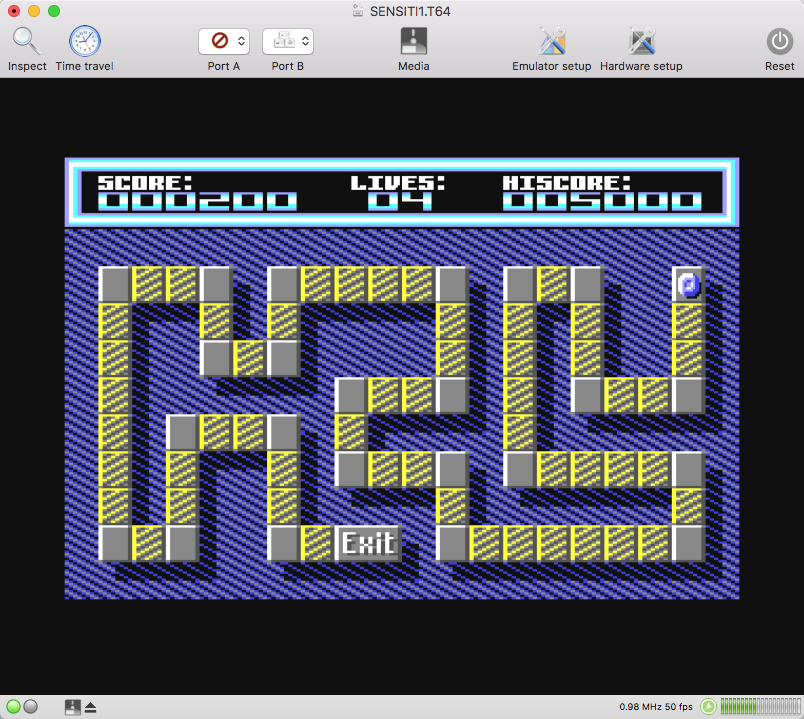 SENSITI1.T64
Inspect Time travel Port A Port B Media Emulator setup Hardware setup Reset
SCORE: LIVES: HISCORE:
000200 04 005000
Exit
0.98 MHz 50 fps